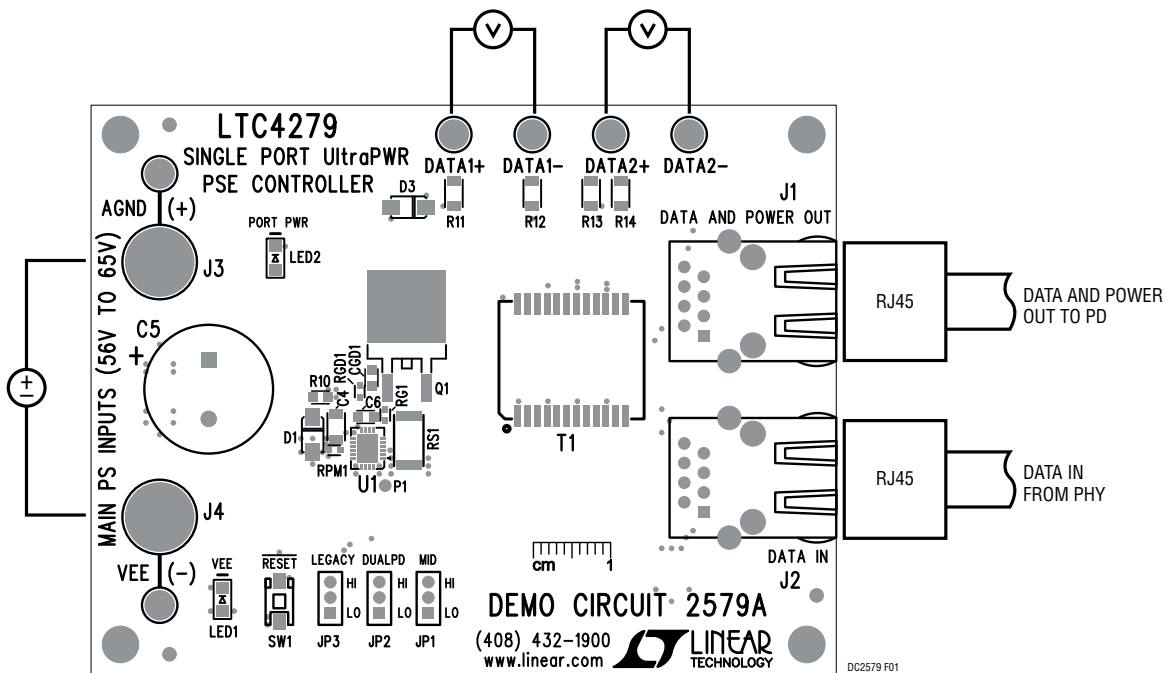 V
V
LTC4279
SINGLE PORT UltraPWR
PSE CONTROLLER
DATA1+
DATA1-
DATA2+
DATA2-
D3
R11
R12
R13
R14
J1
DATA AND POWER OUT
AGND (+)
PORT PWR
LED2
J3
MAIN PS INPUTS (56V TO 65V)
C5
+
+
−
RJ45
DATA AND POWER
OUT TO PD
RGD1
CGD1
R10
C4
C6
RG1
Q1
D1
RS1
RPM1
U1
P1
T1
RJ45
DATA IN
FROM PHY
J4
VEE (-)
VEE
LED1
RESET
SW1
LEGACY
HI
LO
JP3
DUALPD
HI
LO
JP2
MID
HI
LO
JP1
cm 1
DATA IN
J2
DEMO CIRCUIT 2579A
(408) 432-1900
www.linear.com
LINEAR
TECHNOLOGY
DC2579 F01